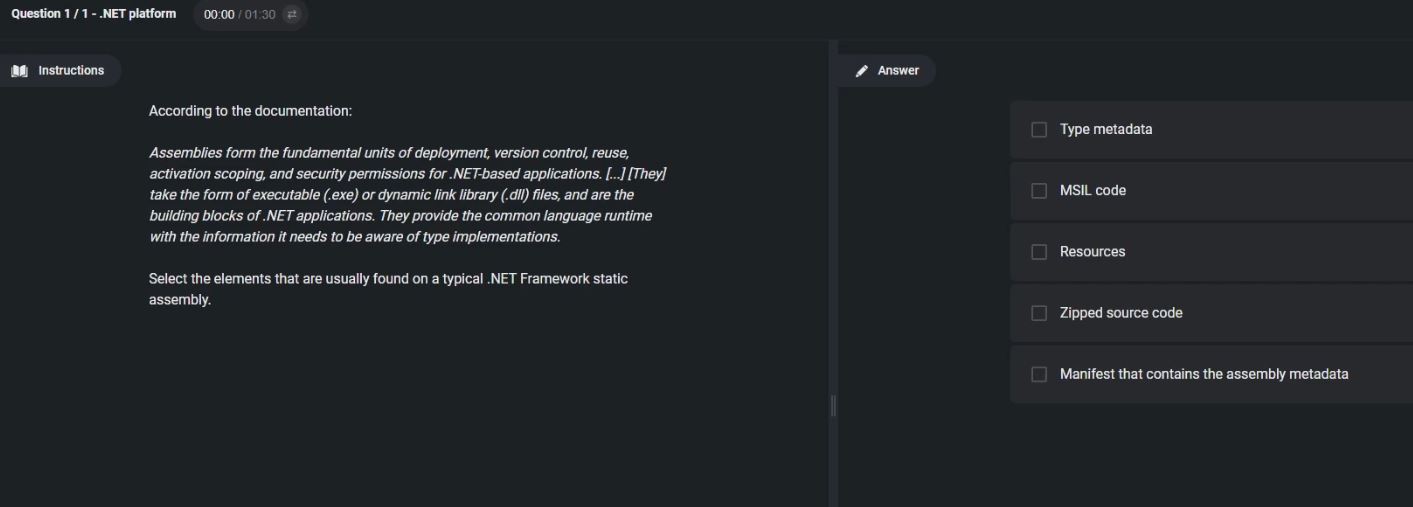 Question 1 / 1 - .NET platform
00:00 / 01:30
Instructions
According to the documentation:
Assemblies form the fundamental units of deployment, version control, reuse,
activation scoping, and security permissions for .NET-based applications. [...] [They]
take the form of executable (.exe) or dynamic link library (.dll) files, and are the
building blocks of .NET applications. They provide the common language runtime
with the information it needs to be aware of type implementations.
Select the elements that are usually found on a typical .NET Framework static
assembly.
Answer
Type metadata
MSIL code
Resources
Zipped source code
Manifest that contains the assembly metadata